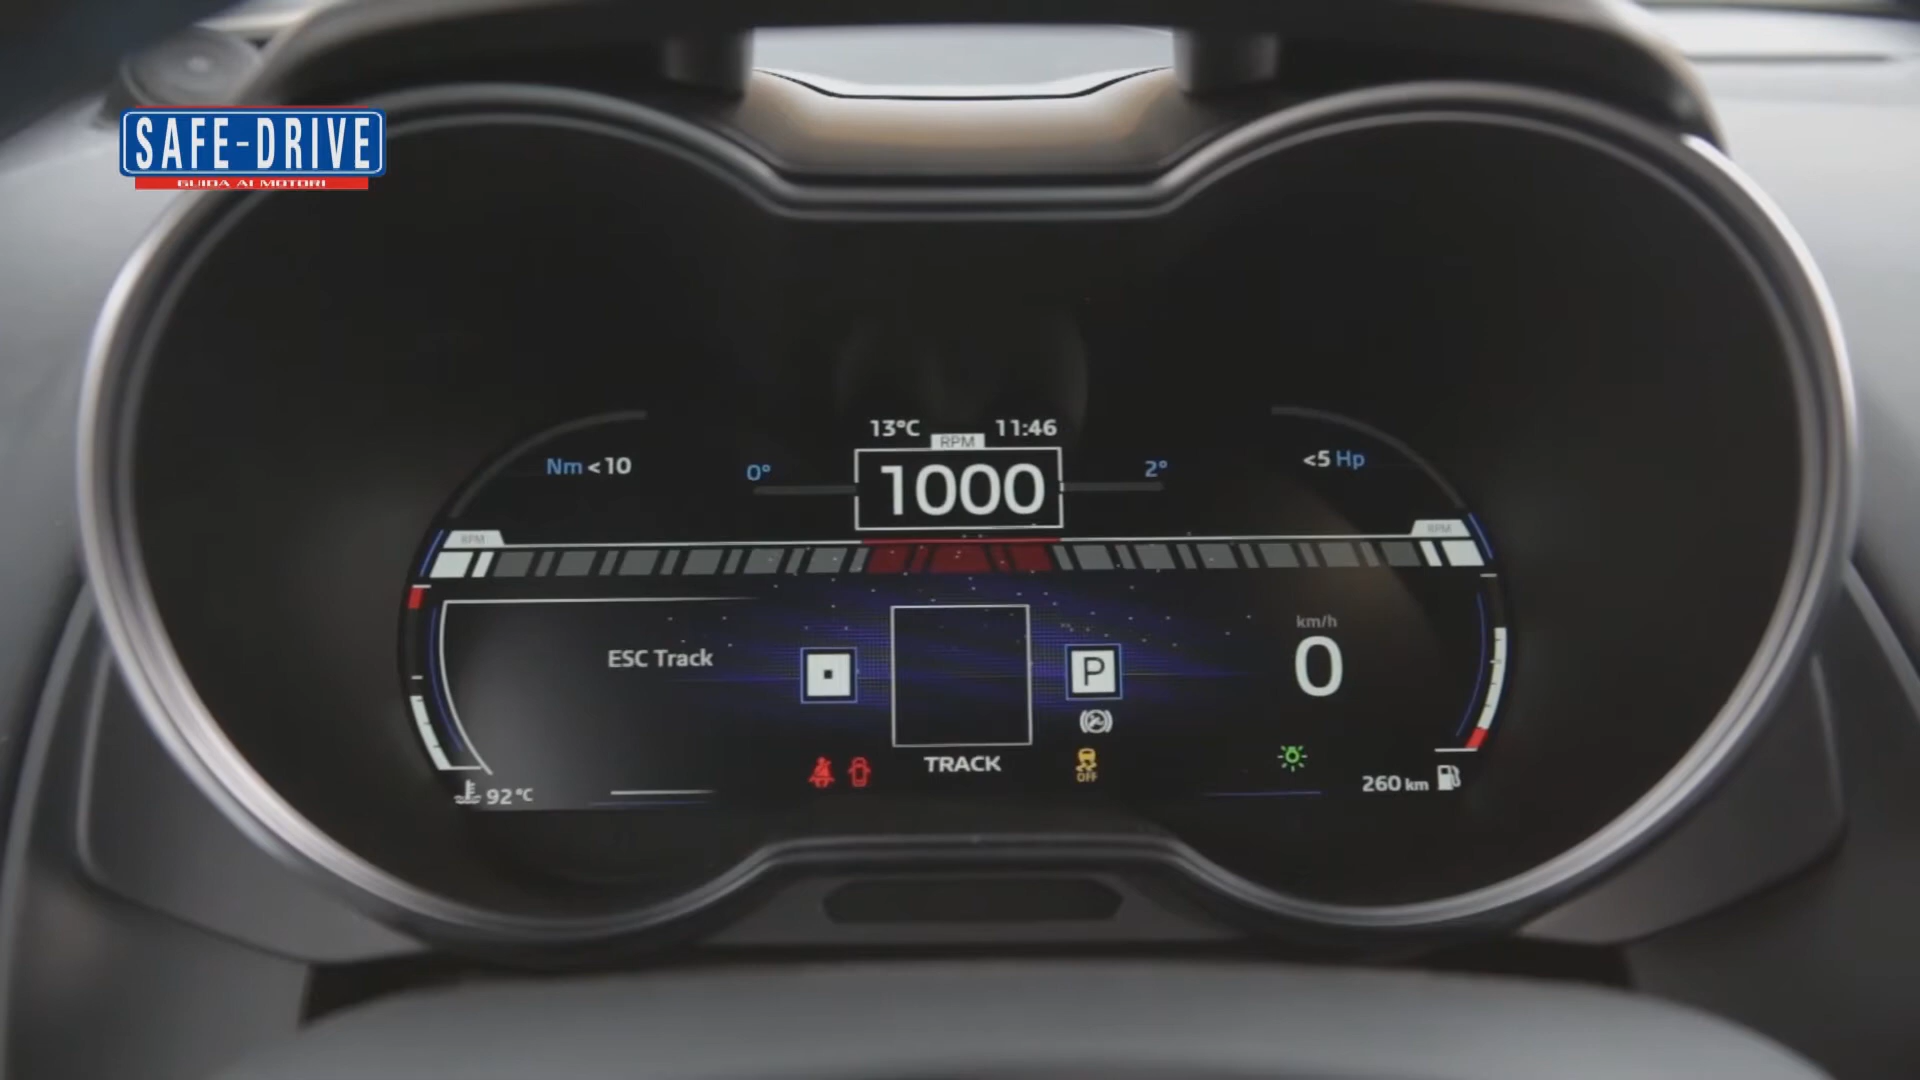 SAFE-DRIVE
GUIDA AI MOTORI
13°C 11:46
RPM
Nm <10 0° 1000 2° <5 Hp
RPM RPM
km/h
ESC Track P 0
TRACK OFF
92°C 260 km